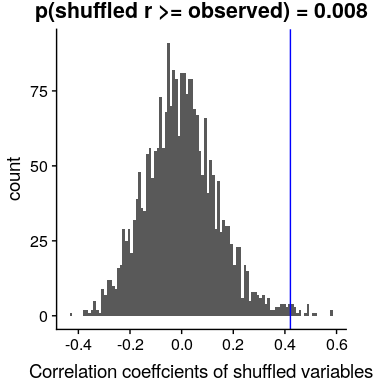 p(shuffled r >= observed) = 0.008
75
50
25
0
count
-0.4 -0.2 0.0 0.2 0.4 0.6
Correlation coeffcients of shuffled variables